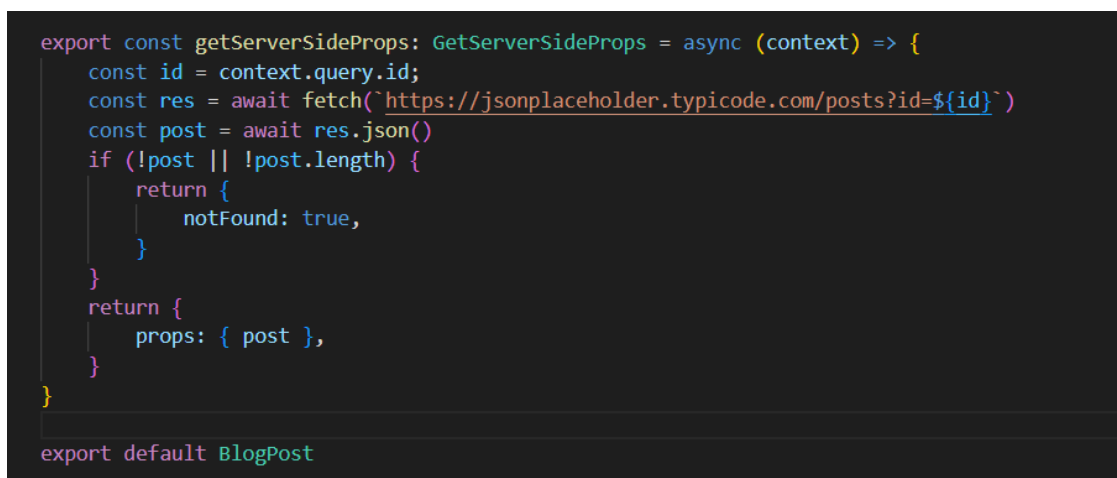 export const getServerSideProps: GetServerSideProps = async (context) => {
    const id = context.query.id;
    const res = await fetch(`https://jsonplaceholder.typicode.com/posts?id=${id}`)
    const post = await res.json()
    if (!post || !post.length) {
        return {
            notFound: true,
        }
    }
    return {
        props: { post },
    }
}
export default BlogPost